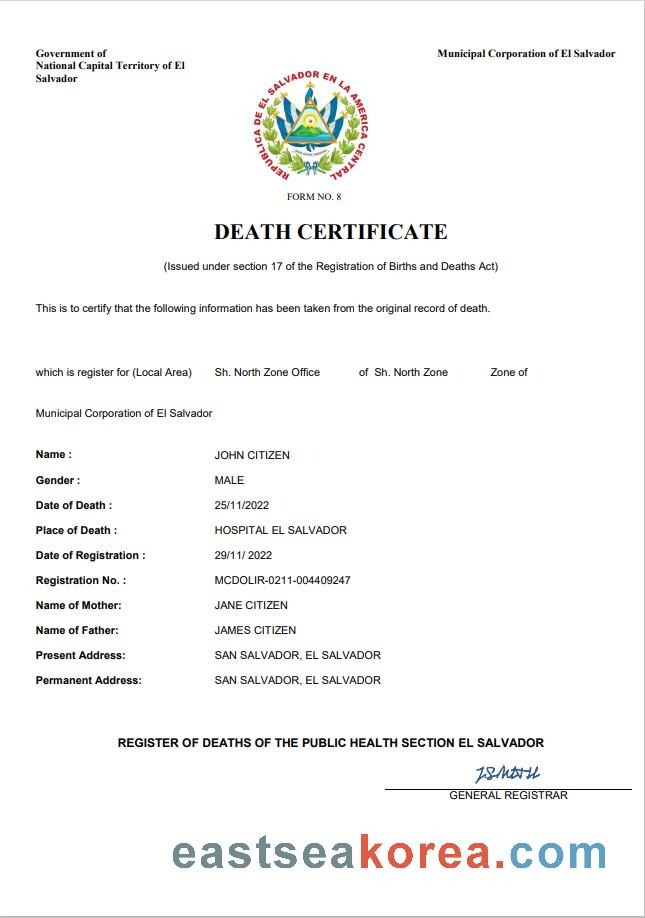 Government of
National Capital Territory of El
Salvador
Municipal Corporation of El Salvador
REPUBLICA DE EL SALVADOR EN LA AMERICA CENTRAL
FORM NO. 8
DEATH CERTIFICATE
(Issued under section 17 of the Registration of Births and Deaths Act)
This is to certify that the following information has been taken from the original record of death.
which is register for (Local Area) Sh. North Zone Office of Sh. North Zone Zone of
Municipal Corporation of El Salvador
Name : JOHN CITIZEN
Gender : MALE
Date of Death : 25/11/2022
Place of Death : HOSPITAL EL SALVADOR
Date of Registration : 29/11/ 2022
Registration No. : MCDOLIR-0211-004409247
Name of Mother: JANE CITIZEN
Name of Father: JAMES CITIZEN
Present Address: SAN SALVADOR, EL SALVADOR
Permanent Address: SAN SALVADOR, EL SALVADOR
REGISTER OF DEATHS OF THE PUBLIC HEALTH SECTION EL SALVADOR
GENERAL REGISTRAR
eastseakorea.com